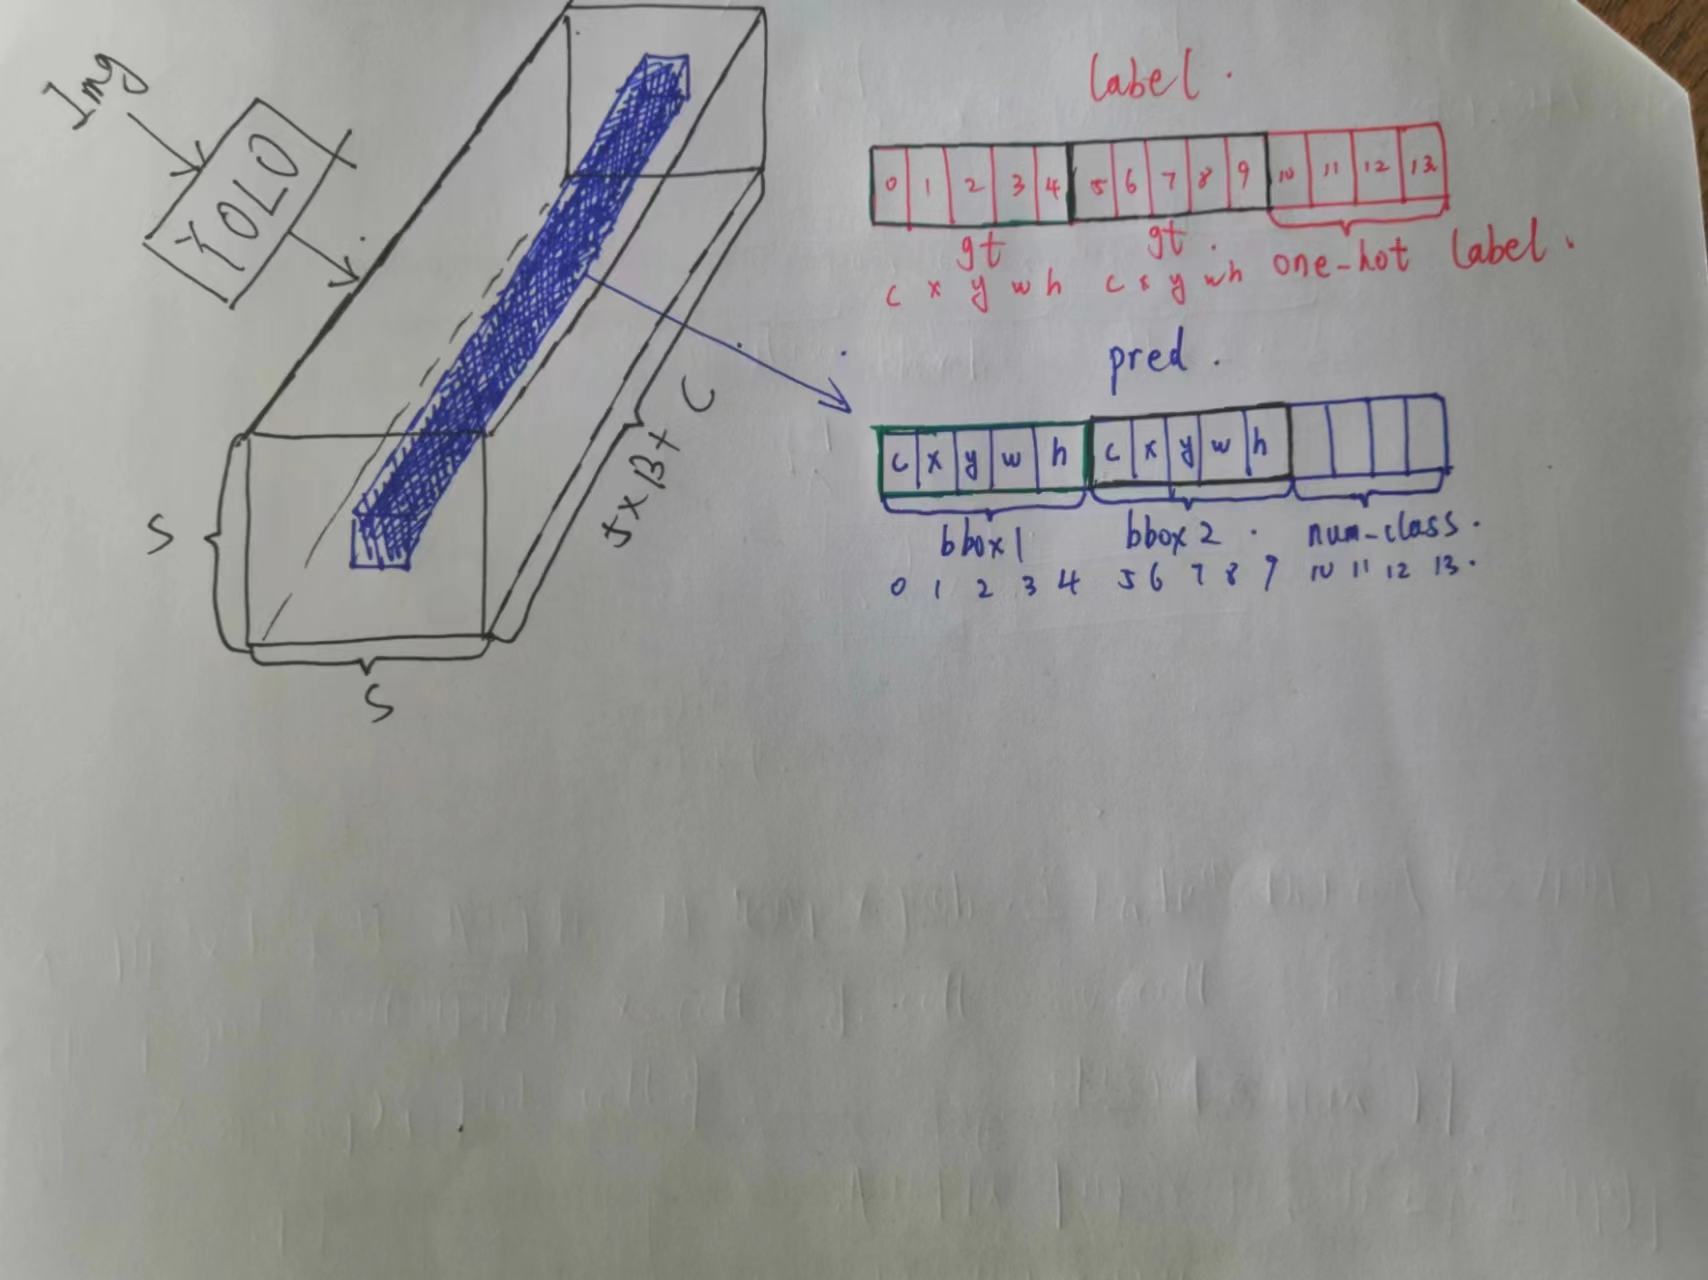 Img
YOLO
S
S
5×B+C
label.
0 1 2 3 4 5 6 7 8 9 10 11 12 13
gt gt. one-hot label.
c x y w h c x y w h
pred.
c x y w h c x y w h
bbox1 bbox2. num-class.
0 1 2 3 4 5 6 7 8 9 10 11 12 13.